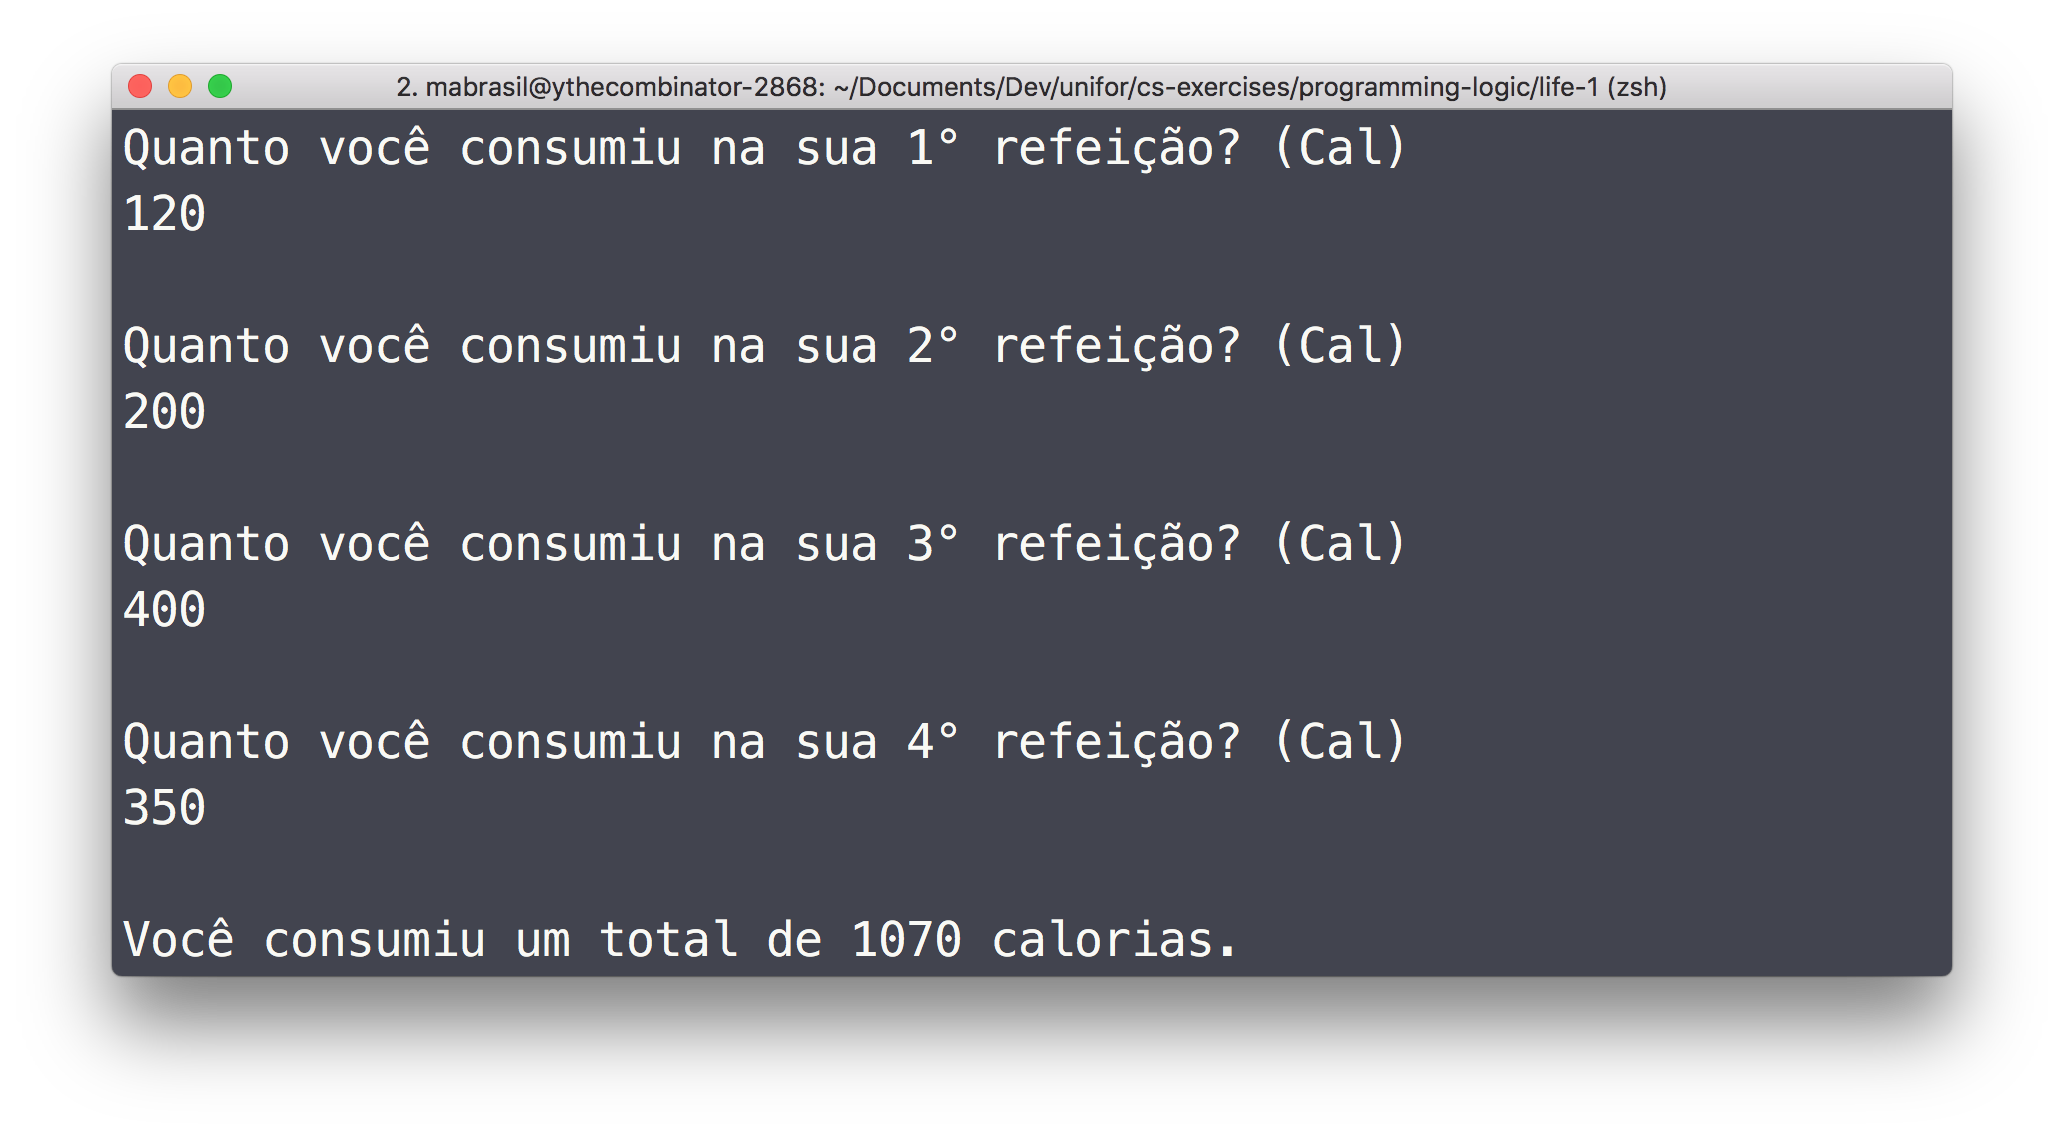 2. mabrasil@ythecombinator-2868: ~/Documents/Dev/unifor/cs-exercises/programming-logic/life-1 (zsh)
Quanto você consumiu na sua 1° refeição? (Cal)
120
Quanto você consumiu na sua 2° refeição? (Cal)
200
Quanto você consumiu na sua 3° refeição? (Cal)
400
Quanto você consumiu na sua 4° refeição? (Cal)
350
Você consumiu um total de 1070 calorias.